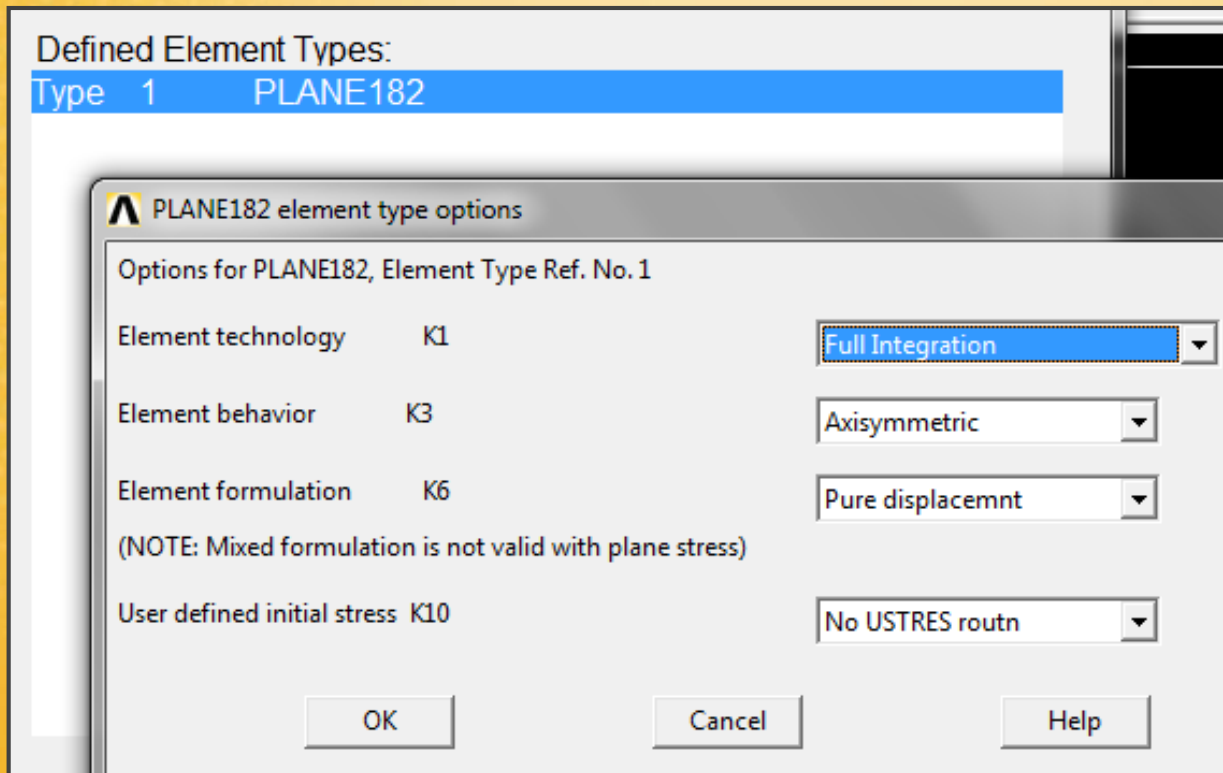 Defined Element Types:
Type 1 PLANE182
PLANE182 element type options
Options for PLANE182, Element Type Ref. No. 1
Element technology K1 Full Integration
Element behavior K3 Axisymmetric
Element formulation K6 Pure displacemnt
(NOTE: Mixed formulation is not valid with plane stress)
User defined initial stress K10 No USTRES routn
OK Cancel Help